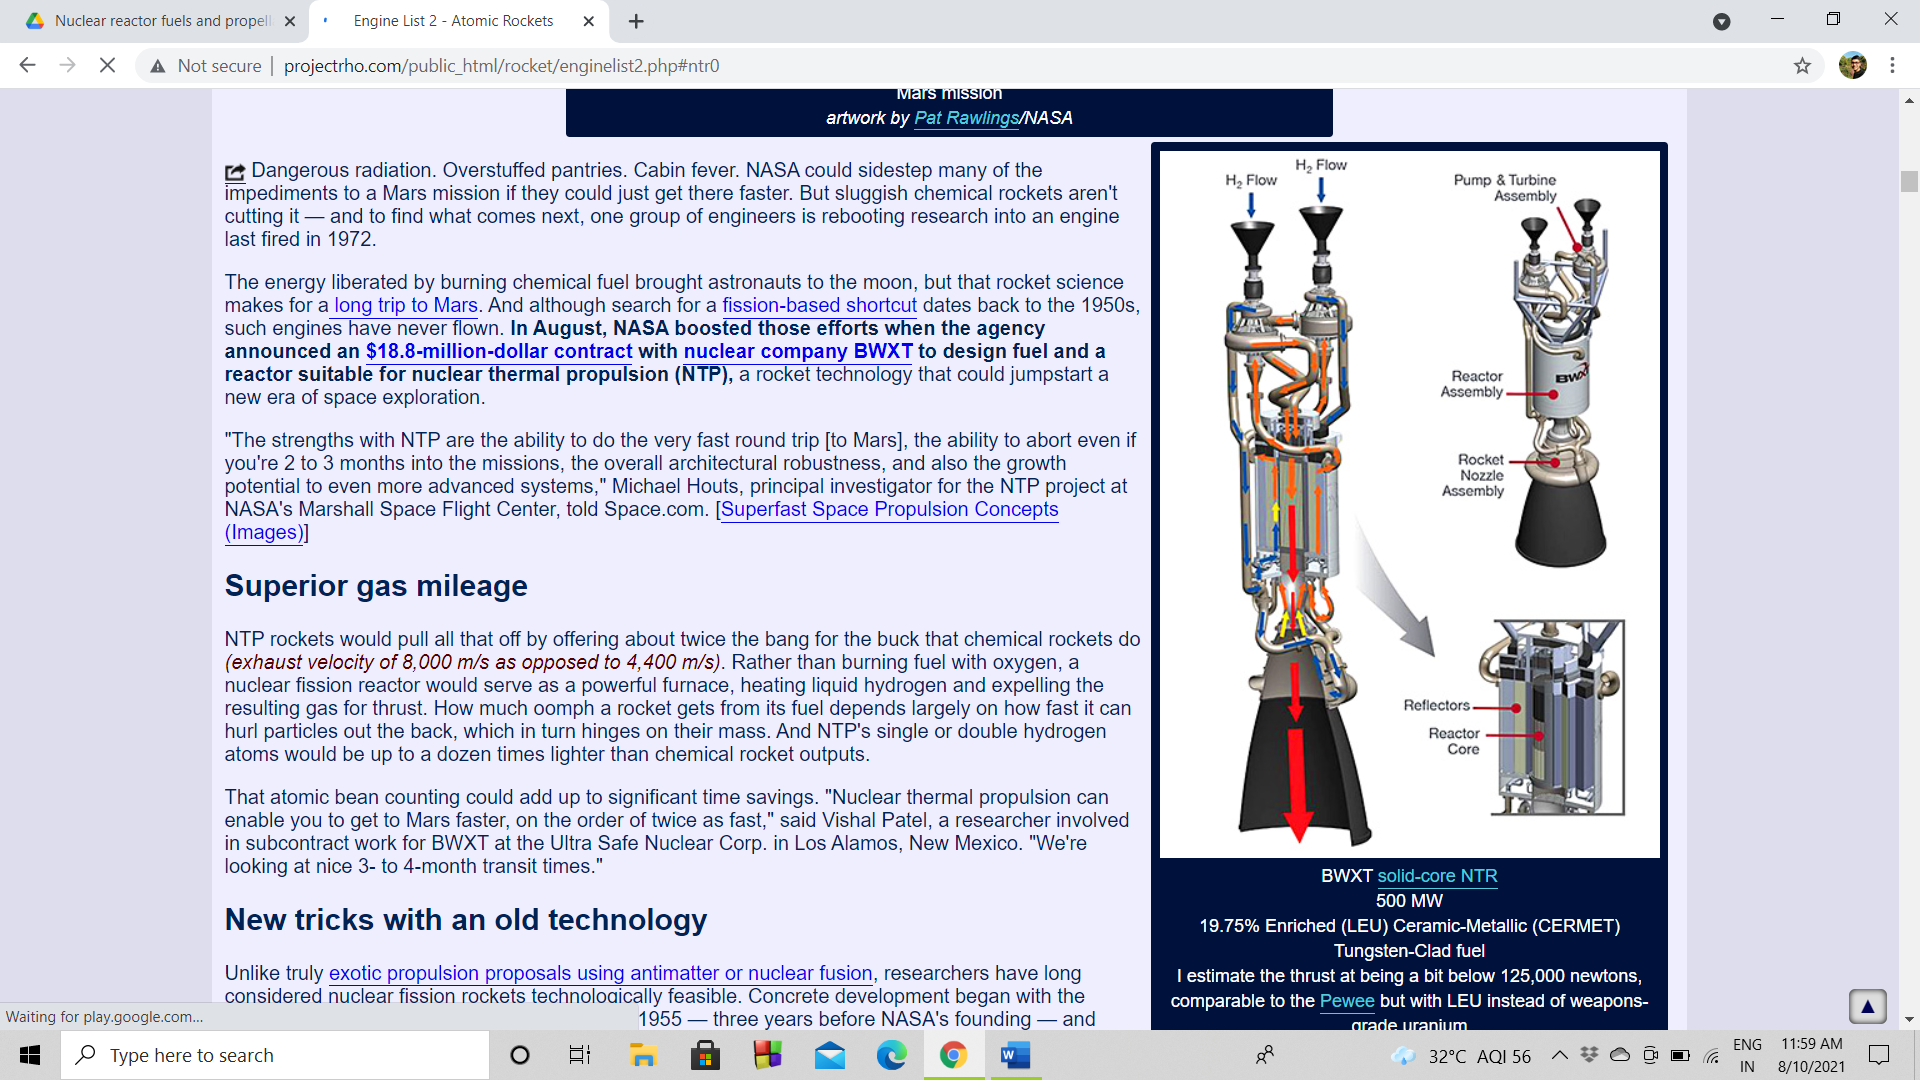 Nuclear reactor fuels and propell
Engine List 2 - Atomic Rockets
Not secure
projectrho.com/public_html/rocket/enginelist2.php#ntr0
Mars mission
artwork by Pat Rawlings/NASA
Dangerous radiation. Overstuffed pantries. Cabin fever. NASA could sidestep many of the
impediments to a Mars mission if they could just get there faster. But sluggish chemical rockets aren't
cutting it — and to find what comes next, one group of engineers is rebooting research into an engine
last fired in 1972.
The energy liberated by burning chemical fuel brought astronauts to the moon, but that rocket science
makes for a long trip to Mars. And although search for a fission-based shortcut dates back to the 1950s,
such engines have never flown. In August, NASA boosted those efforts when the agency
announced an $18.8-million-dollar contract with nuclear company BWXT to design fuel and a
reactor suitable for nuclear thermal propulsion (NTP), a rocket technology that could jumpstart a
new era of space exploration.
"The strengths with NTP are the ability to do the very fast round trip [to Mars], the ability to abort even if
you're 2 to 3 months into the missions, the overall architectural robustness, and also the growth
potential to even more advanced systems," Michael Houts, principal investigator for the NTP project at
NASA's Marshall Space Flight Center, told Space.com. [Superfast Space Propulsion Concepts
(Images)]
Superior gas mileage
NTP rockets would pull all that off by offering about twice the bang for the buck that chemical rockets do
(exhaust velocity of 8,000 m/s as opposed to 4,400 m/s). Rather than burning fuel with oxygen, a
nuclear fission reactor would serve as a powerful furnace, heating liquid hydrogen and expelling the
resulting gas for thrust. How much oomph a rocket gets from its fuel depends largely on how fast it can
hurl particles out the back, which in turn hinges on their mass. And NTP's single or double hydrogen
atoms would be up to a dozen times lighter than chemical rocket outputs.
That atomic bean counting could add up to significant time savings. "Nuclear thermal propulsion can
enable you to get to Mars faster, on the order of twice as fast," said Vishal Patel, a researcher involved
in subcontract work for BWXT at the Ultra Safe Nuclear Corp. in Los Alamos, New Mexico. "We're
looking at nice 3- to 4-month transit times."
New tricks with an old technology
Unlike truly exotic propulsion proposals using antimatter or nuclear fusion, researchers have long
considered nuclear fission rockets technologically feasible. Concrete development began with the
1955 — three years before NASA's founding — and
H₂ Flow
H₂ Flow
Pump & Turbine
Assembly
Reactor
Assembly
BWX
Rocket
Nozzle
Assembly
Reflectors
Reactor
Core
BWXT solid-core NTR
500 MW
19.75% Enriched (LEU) Ceramic-Metallic (CERMET)
Tungsten-Clad fuel
I estimate the thrust at being a bit below 125,000 newtons,
comparable to the Pewee but with LEU instead of weapons-
grade uranium
Waiting for play.google.com...
Type here to search
32°C AQI 56
ENG
IN
11:59 AM
8/10/2021